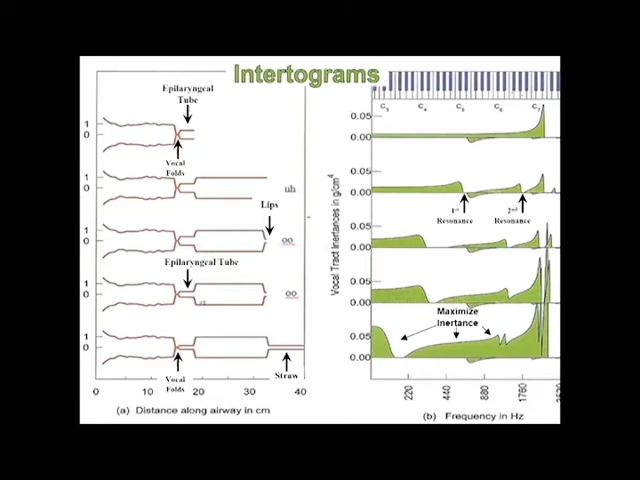 Intertograms
Epilaryngeal
Tube
1
0
Vocal
Folds
1
0
uh
Lips
1
0
oo
Epilaryngeal Tube
1
0
oo
1
0
Vocal
Folds
Straw
0
10
20
30
40
(a) Distance along airway in cm
C3
C4
C5
C6
C7
Vocal Tract Inertances in g/cm4
0.05
0.00
0.05
0.00
1st
Resonance
2nd
Resonance
0.05
0.00
0.05
0.00
Maximize
Inertance
0.05
0.00
220
440
880
1760
(b) Frequency in Hz